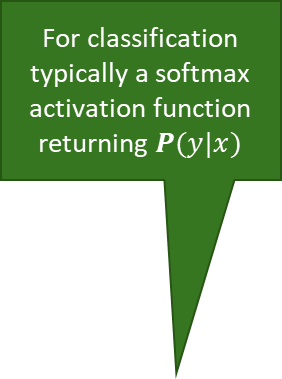 For classification
typically a softmax
activation function
returning 𝑷(𝑦|𝑥)